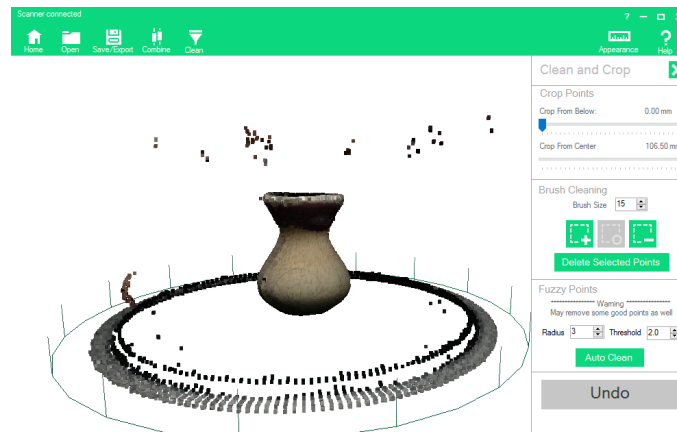 Scanner connected
?
Home Open Save/Export Combine Clean Appearance Help
Clean and Crop
Crop Points
Crop From Below: 0.00 mm
Crop From Center 106.50 mm
Brush Cleaning
Brush Size 15
Delete Selected Points
Fuzzy Points
---------------- Warning ----------------
May remove some good points as well
Radius 3 Threshold 2.0
Auto Clean
Undo